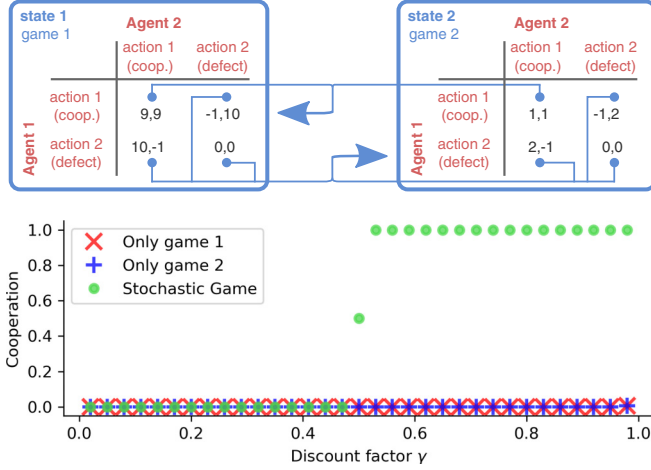 state 1
game 1
Agent 2
action 1
(coop.)
action 2
(defect)
Agent 1
action 1
(coop.)
9,9
-1,10
action 2
(defect)
10,-1
0,0
state 2
game 2
Agent 2
action 1
(coop.)
action 2
(defect)
Agent 1
action 1
(coop.)
1,1
-1,2
action 2
(defect)
2,-1
0,0
Cooperation
1.0
0.8
0.6
0.4
0.2
0.0
Only game 1
Only game 2
Stochastic Game
0.0 0.2 0.4 0.6 0.8 1.0
Discount factor γ